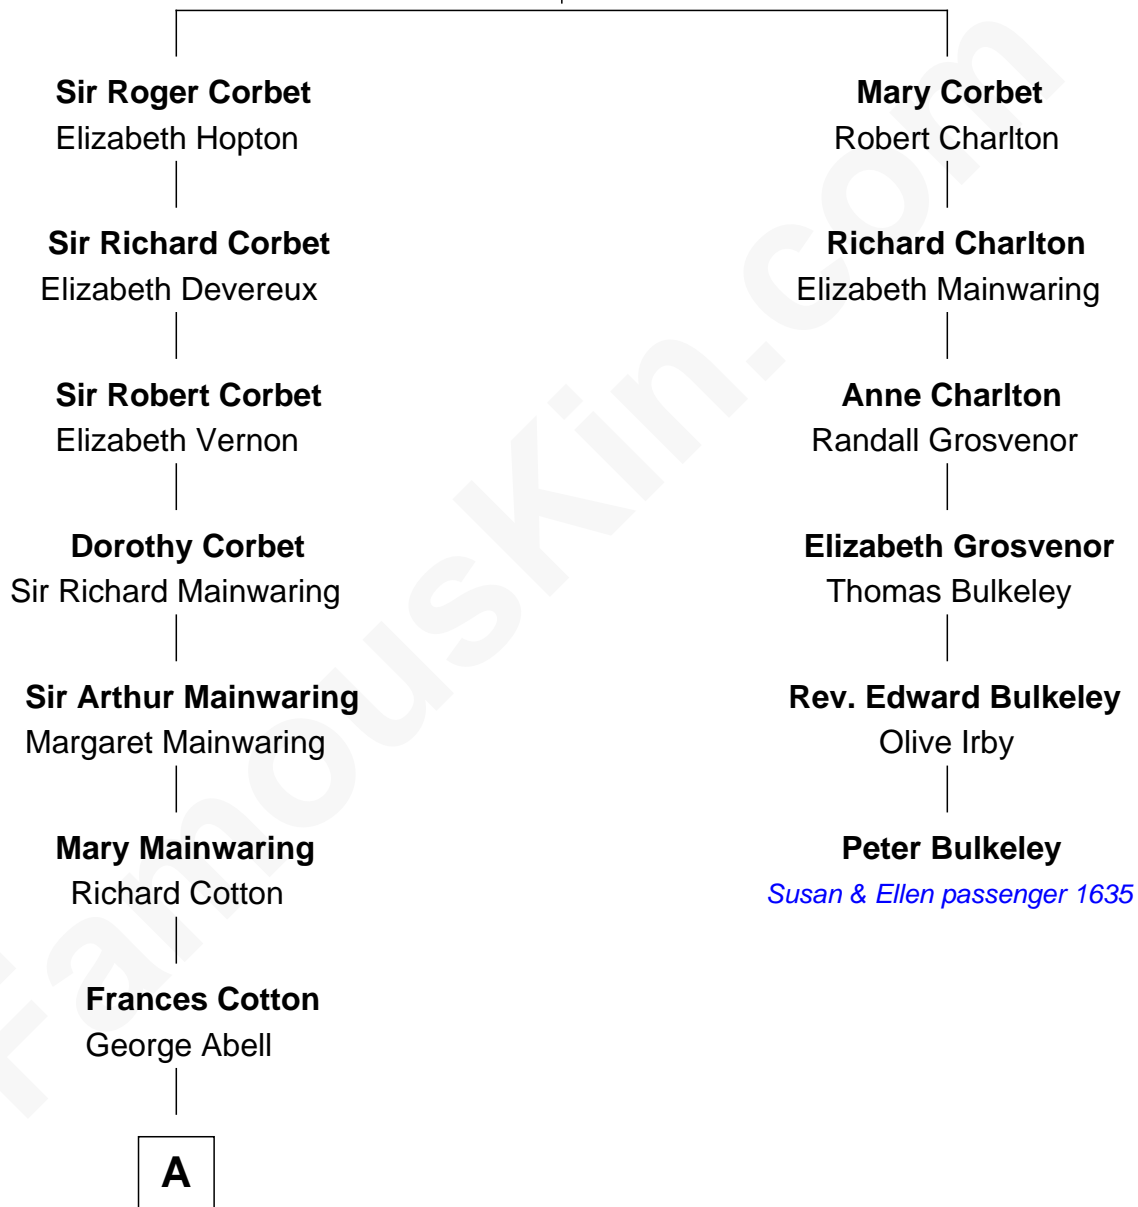 Sir Roger Corbet
Elizabeth Hopton
Mary Corbet
Robert Charlton
Sir Richard Corbet
Elizabeth Devereux
Richard Charlton
Elizabeth Mainwaring
Sir Robert Corbet
Elizabeth Vernon
Anne Charlton
Randall Grosvenor
Dorothy Corbet
Sir Richard Mainwaring
Elizabeth Grosvenor
Thomas Bulkeley
Sir Arthur Mainwaring
Margaret Mainwaring
Rev. Edward Bulkeley
Olive Irby
Mary Mainwaring
Richard Cotton
Peter Bulkeley
Susan & Ellen passenger 1635
Frances Cotton
George Abell
A
FamousKin.com